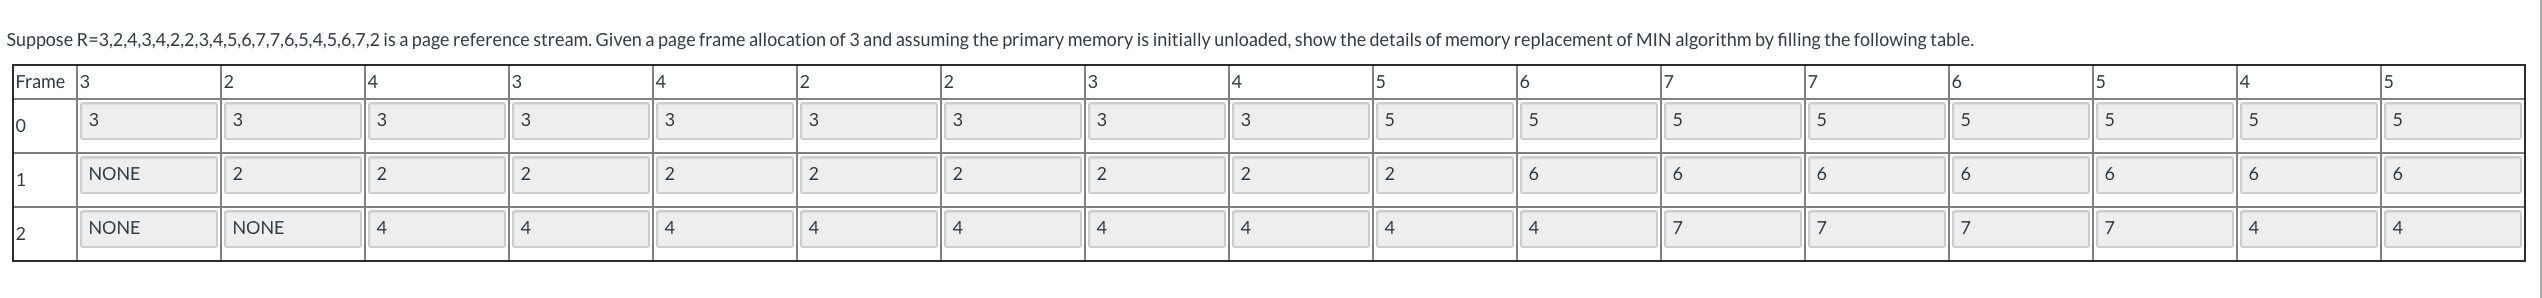 Suppose R=3,2,4,3,4,2,2,3,4,5,6,7,7,6,5,4,5,6,7,2 is a page reference stream. Given a page frame allocation of 3 and assuming the primary memory is initially unloaded, show the details of memory replacement of MIN algorithm by filling the following table.
Frame 3 2 4 3 4 2 2 3 4 5 6 7 7 6 5 4 5
0 3 3 3 3 3 3 3 3 3 5 5 5 5 5 5 5 5
1 NONE 2 2 2 2 2 2 2 2 2 6 6 6 6 6 6 6
2 NONE NONE 4 4 4 4 4 4 4 4 4 7 7 7 7 4 4